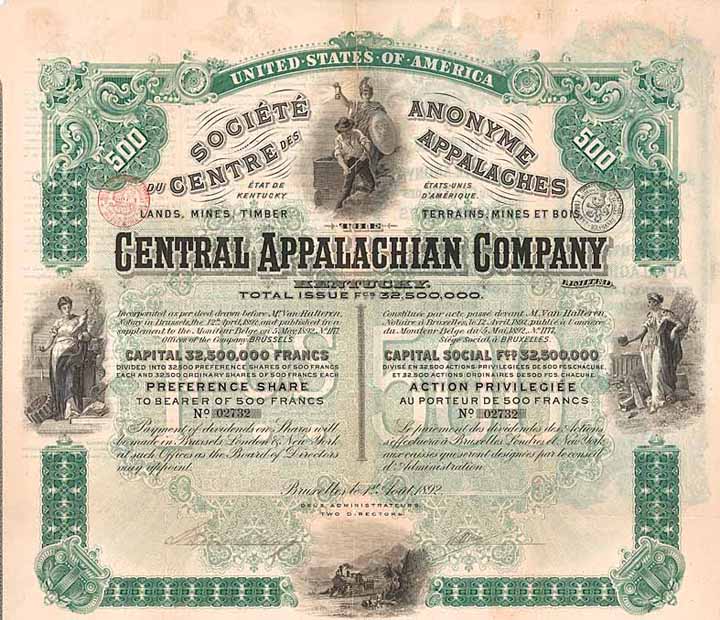 UNITED·STATES·OF·AMERICA
500
500
SOCIÉTÉ ANONYME
DU CENTRE DES APPALACHES
ÉTAT DE KENTUCKY
ÉTATS-UNIS D'AMÉRIQUE.
LANDS, MINES, TIMBER
TERRAINS, MINES ET BOIS
THE
CENTRAL APPALACHIAN COMPANY
KENTUCKY.
LIMITED.
TOTAL ISSUE Fcs 32,500,000.
Incorporated as per deed drawn before Mr. Van Halteren,
Notary in Brussels, the 12th April, 1892, and published in a
supplement to the Moniteur Belge, on 5 May 1892, No 1177.
Offices of the Company: BRUSSELS
CAPITAL 32,500,000 FRANCS
DIVIDED INTO 32500 PREFERENCE SHARES OF 500 FRANCS
EACH AND 32,500 ORDINARY SHARES OF 500 FRANCS EACH
PREFERENCE SHARE
TO BEARER OF 500 FRANCS
No 02732
Payment of dividends on Shares will
be made in Brussels London & New York
at such Offices as the Board of Directors
may appoint.
Constituée par acte passé devant M. Van Halteren,
Notaire à Bruxelles, le 12 Avril, 1892, publié à l'annexe
du Moniteur Belge du 5 Mai, 1892, No 1177.
Siège Social à BRUXELLES.
CAPITAL SOCIAL Fcs 32,500,000
DIVISÉ EN 32,500 ACTIONS PRIVILEGIÉES DE 500 FCS. CHACUNE,
ET 32,500 ACTIONS ORDINAIRES DE 500 FCS. CHACUNE.
ACTION PRIVILEGIÉE
AU PORTEUR DE 500 FRANCS
No 02732
Le paiement des dividendes des Actions
s'effectuera à Bruxelles Londres et New York
aux caisses qui seront designées par le conseil
d'Administration
Bruxelles, le 1er Août, 1892
DEUX ADMINISTRATEURS
TWO DIRECTORS